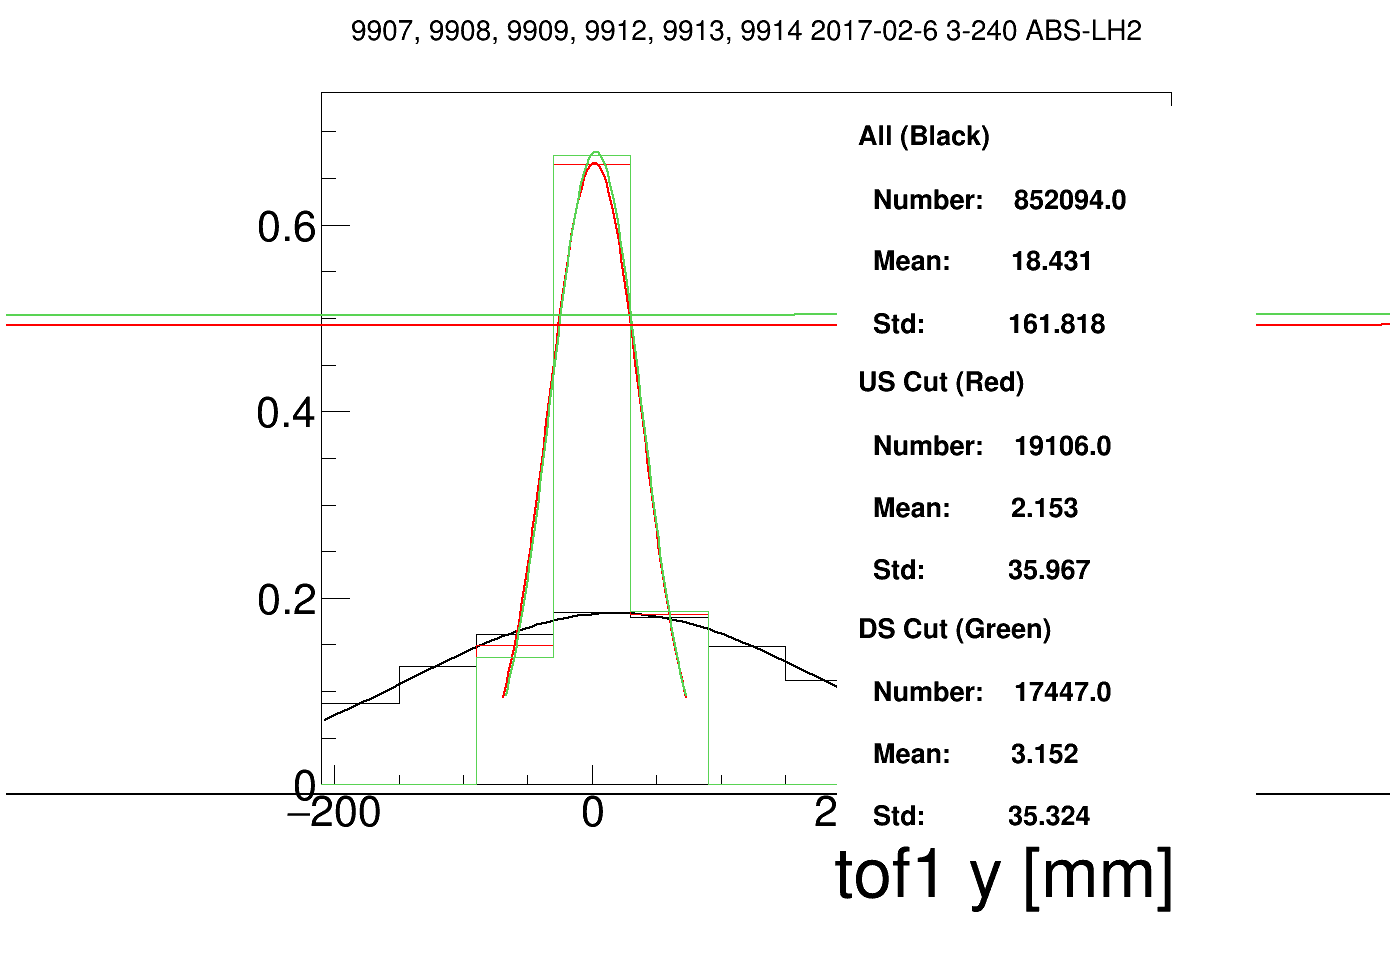 9907, 9908, 9909, 9912, 9913, 9914 2017-02-6 3-240 ABS-LH2
All (Black)
Number: 852094.0
Mean: 18.431
Std: 161.818
US Cut (Red)
Number: 19106.0
Mean: 2.153
Std: 35.967
DS Cut (Green)
Number: 17447.0
Mean: 3.152
Std: 35.324
0.6
0.4
0.2
0
−200 0 2
tof1 y [mm]